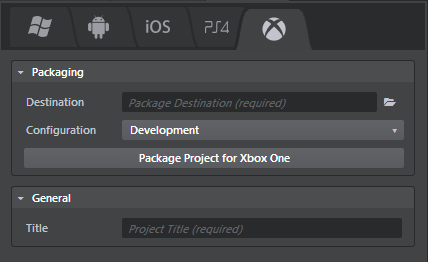 iOS PS4
Packaging
Destination Package Destination (required)
Configuration Development
Package Project for Xbox One
General
Title Project Title (required)